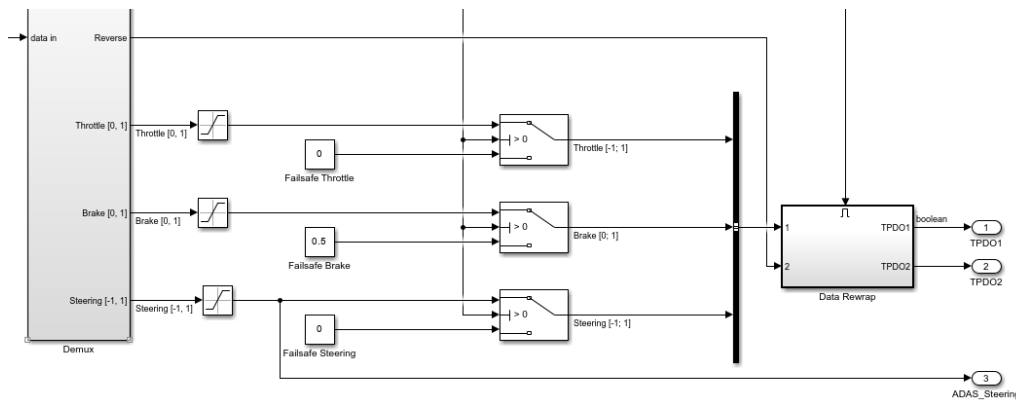 data in
Reverse
Throttle [0, 1]
Throttle [0, 1]
0
Failsafe Throttle
> 0
Throttle [-1; 1]
Brake [0, 1]
Brake [0, 1]
0.5
Failsafe Brake
> 0
Brake [0; 1]
Steering [-1, 1]
Steering [-1, 1]
0
Failsafe Steering
> 0
Steering [-1; 1]
Demux
1
2
TPDO1
TPDO2
Data Rewrap
boolean
1
TPDO1
2
TPDO2
3
ADAS_Steering